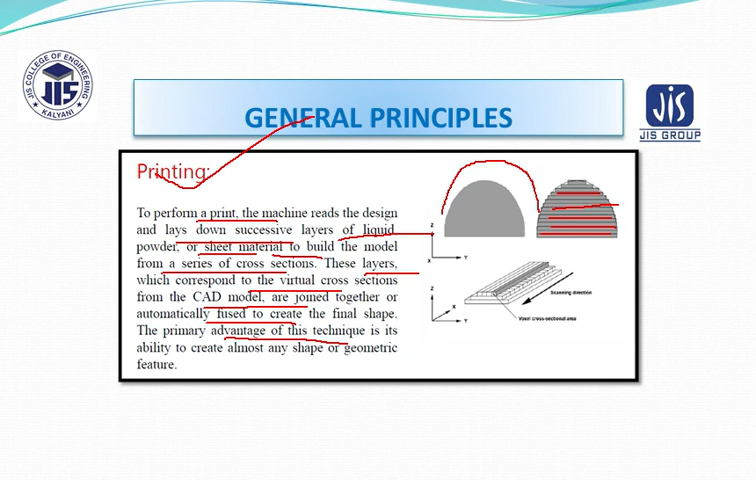 JIS COLLEGE OF ENGINEERING
JIS
KALYANI
GENERAL PRINCIPLES
JIS
JIS GROUP
Printing:
To perform a print, the machine reads the design
and lays down successive layers of liquid,
powder, or sheet material to build the model
from a series of cross sections. These layers,
which correspond to the virtual cross sections
from the CAD model, are joined together or
automatically fused to create the final shape.
The primary advantage of this technique is its
ability to create almost any shape or geometric
feature.
Z
X
Y
Z
X
Y
Scanning direction
Voxel cross-sectional area